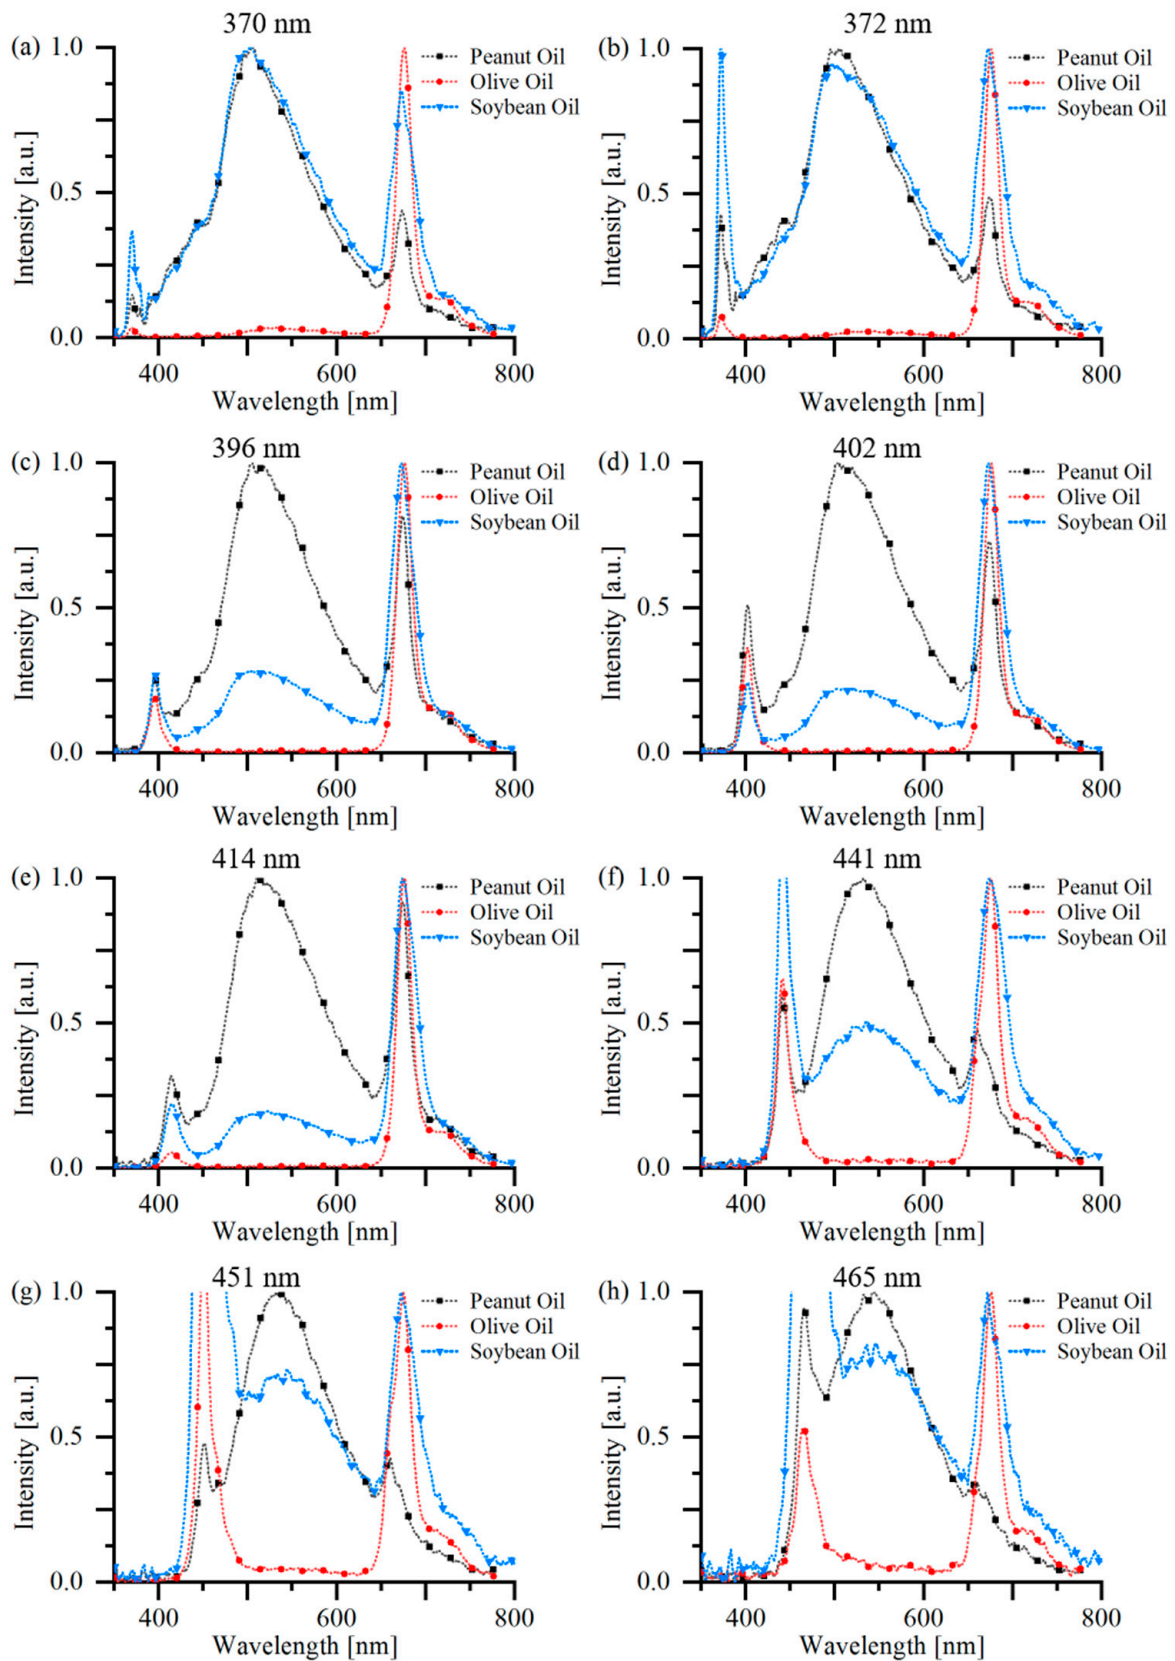 370 nm
(a)
Peanut Oil
Olive Oil
Soybean Oil
1.0
0.5
0.0
Intensity [a.u.]
400 600 800
Wavelength [nm]
372 nm
(b)
Peanut Oil
Olive Oil
Soybean Oil
1.0
0.5
0.0
Intensity [a.u.]
400 600 800
Wavelength [nm]
396 nm
(c)
Peanut Oil
Olive Oil
Soybean Oil
1.0
0.5
0.0
Intensity [a.u.]
400 600 800
Wavelength [nm]
402 nm
(d)
Peanut Oil
Olive Oil
Soybean Oil
1.0
0.5
0.0
Intensity [a.u.]
400 600 800
Wavelength [nm]
414 nm
(e)
Peanut Oil
Olive Oil
Soybean Oil
1.0
0.5
0.0
Intensity [a.u.]
400 600 800
Wavelength [nm]
441 nm
(f)
Peanut Oil
Olive Oil
Soybean Oil
1.0
0.5
0.0
Intensity [a.u.]
400 600 800
Wavelength [nm]
451 nm
(g)
Peanut Oil
Olive Oil
Soybean Oil
1.0
0.5
0.0
Intensity [a.u.]
400 600 800
Wavelength [nm]
465 nm
(h)
Peanut Oil
Olive Oil
Soybean Oil
1.0
0.5
0.0
Intensity [a.u.]
400 600 800
Wavelength [nm]